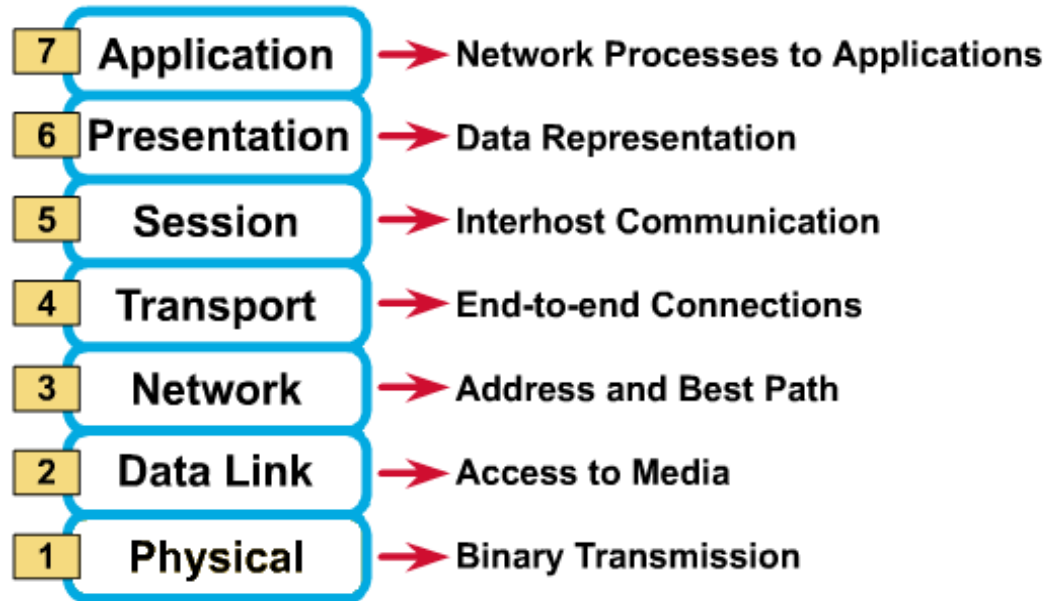 7 Application Network Processes to Applications
6 Presentation Data Representation
5 Session Interhost Communication
4 Transport End-to-end Connections
3 Network Address and Best Path
2 Data Link Access to Media
1 Physical Binary Transmission